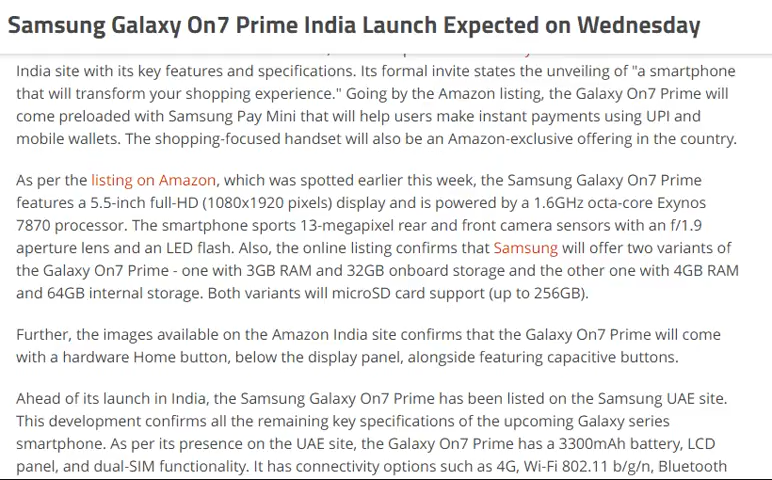 Samsung Galaxy On7 Prime India Launch Expected on Wednesday
India site with its key features and specifications. Its formal invite states the unveiling of "a smartphone
that will transform your shopping experience." Going by the Amazon listing, the Galaxy On7 Prime will
come preloaded with Samsung Pay Mini that will help users make instant payments using UPI and
mobile wallets. The shopping-focused handset will also be an Amazon-exclusive offering in the country.
As per the listing on Amazon, which was spotted earlier this week, the Samsung Galaxy On7 Prime
features a 5.5-inch full-HD (1080x1920 pixels) display and is powered by a 1.6GHz octa-core Exynos
7870 processor. The smartphone sports 13-megapixel rear and front camera sensors with an f/1.9
aperture lens and an LED flash. Also, the online listing confirms that Samsung will offer two variants of
the Galaxy On7 Prime - one with 3GB RAM and 32GB onboard storage and the other one with 4GB RAM
and 64GB internal storage. Both variants will microSD card support (up to 256GB).
Further, the images available on the Amazon India site confirms that the Galaxy On7 Prime will come
with a hardware Home button, below the display panel, alongside featuring capacitive buttons.
Ahead of its launch in India, the Samsung Galaxy On7 Prime has been listed on the Samsung UAE site.
This development confirms all the remaining key specifications of the upcoming Galaxy series
smartphone. As per its presence on the UAE site, the Galaxy On7 Prime has a 3300mAh battery, LCD
panel, and dual-SIM functionality. It has connectivity options such as 4G, Wi-Fi 802.11 b/g/n, Bluetooth